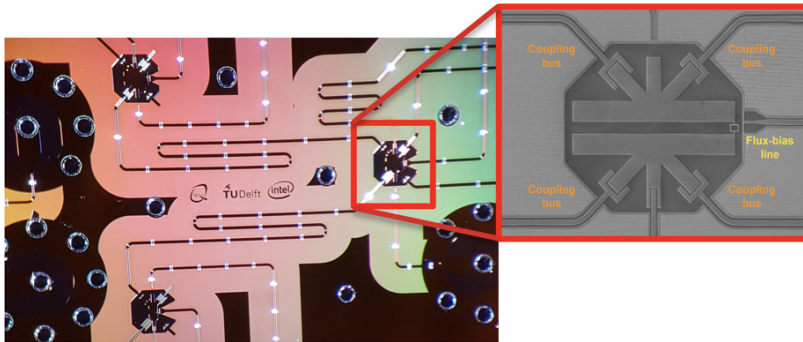 TUDelft
intel
Coupling
bus
Coupling
bus
Flux-bias
line
Coupling
bus
Coupling
bus